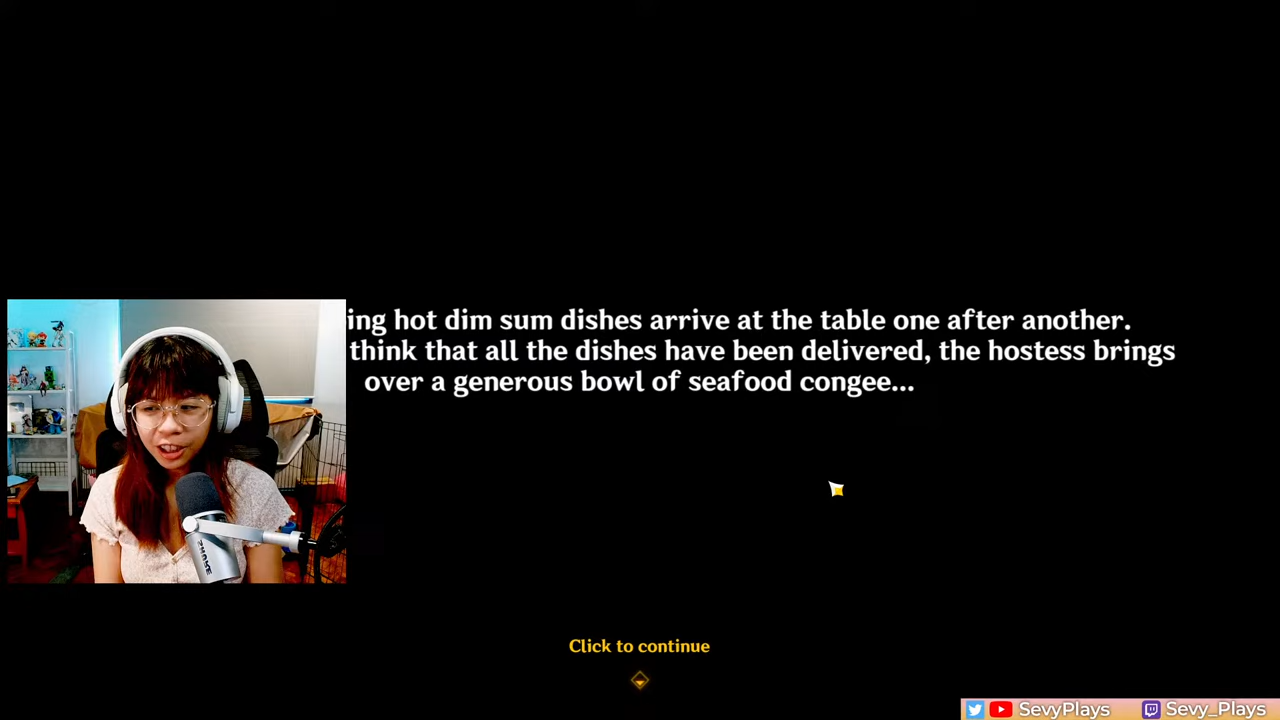 ing hot dim sum dishes arrive at the table one after another.
think that all the dishes have been delivered, the hostess brings
over a generous bowl of seafood congee...
Click to continue
SevyPlays Sevy_Plays